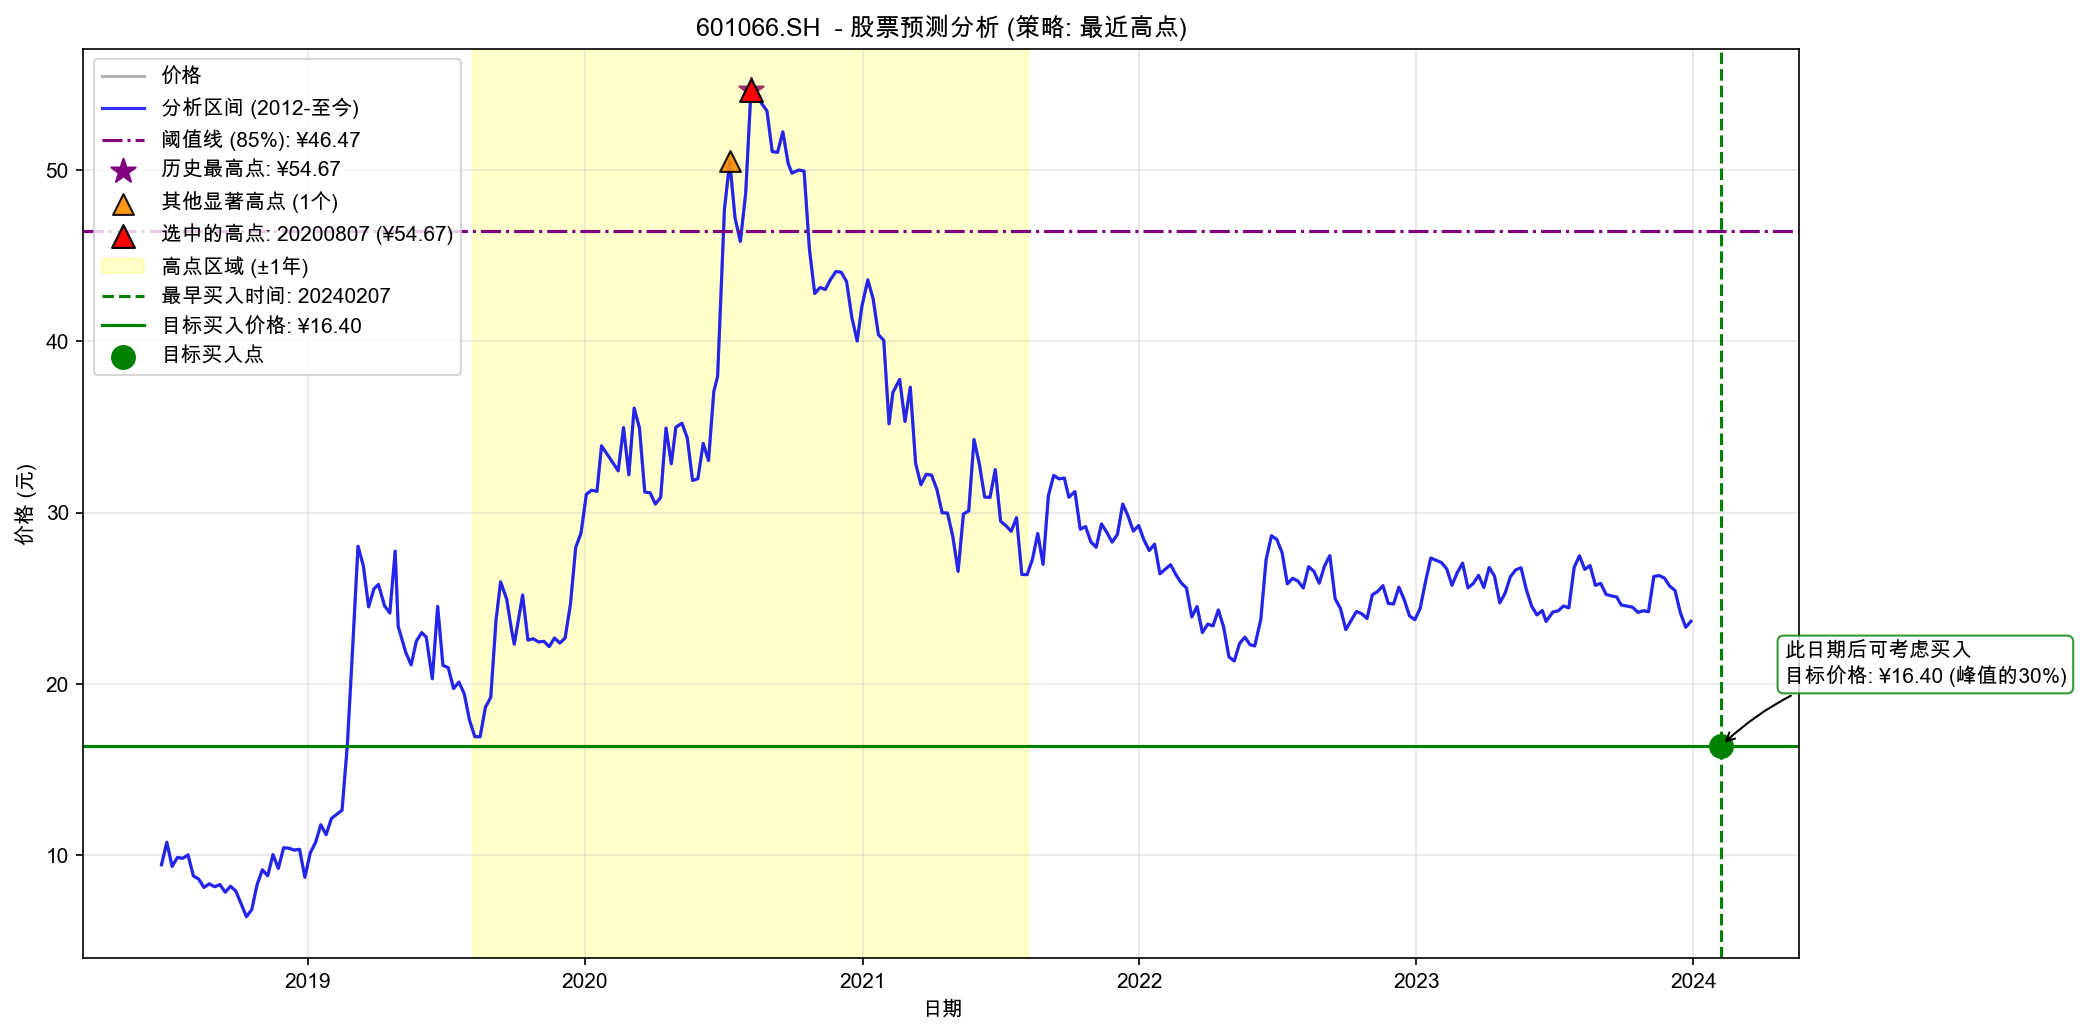 601066.SH  - 股票预测分析 (策略: 最近高点)
价格
分析区间 (2012-至今)
阈值线 (85%): ¥46.47
历史最高点: ¥54.67
其他显著高点 (1个)
选中的高点: 20200807 (¥54.67)
高点区域 (±1年)
最早买入时间: 20240207
目标买入价格: ¥16.40
目标买入点
50
40
30
20
10
价格 (元)
此日期后可考虑买入
目标价格: ¥16.40 (峰值的30%)
2019
2020
2021
2022
2023
2024
日期